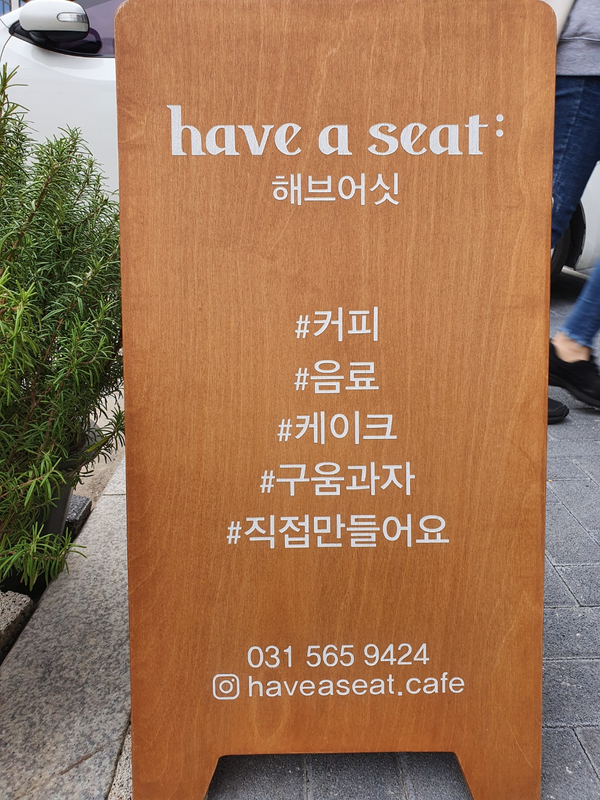 have a seat:
해브어싯
#커피
#음료
#케이크
#구움과자
#직접만들어요
031 565 9424
haveaseat.cafe